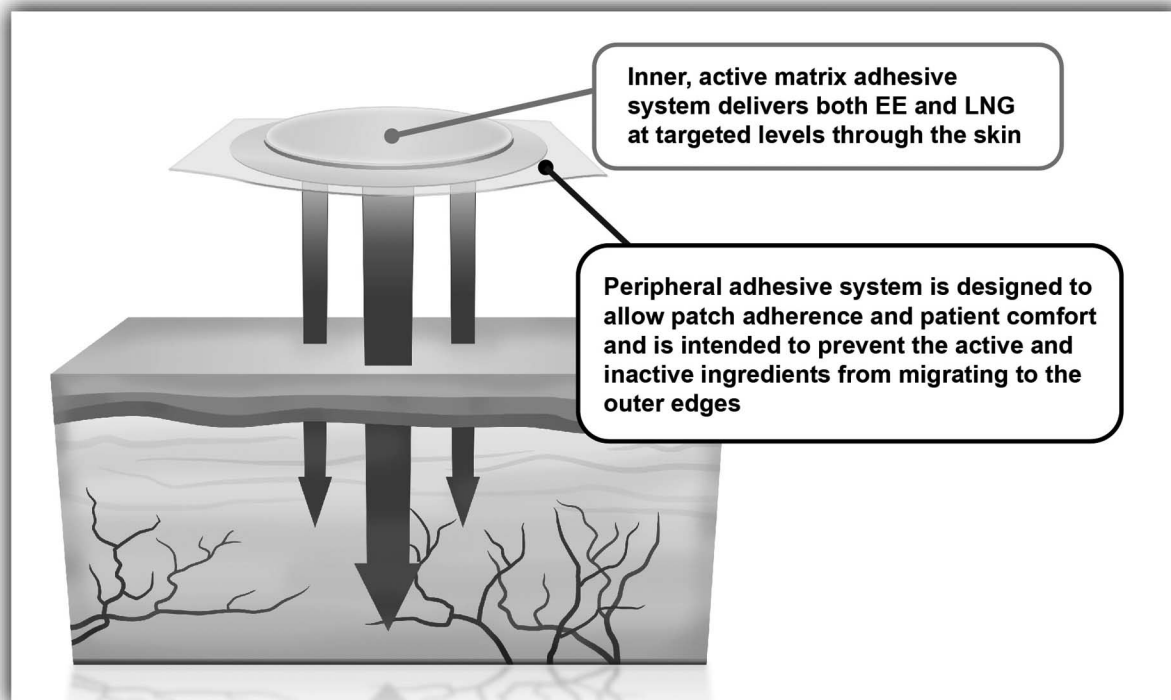 Inner, active matrix adhesive
system delivers both EE and LNG
at targeted levels through the skin
Peripheral adhesive system is designed to
allow patch adherence and patient comfort
and is intended to prevent the active and
inactive ingredients from migrating to the
outer edges